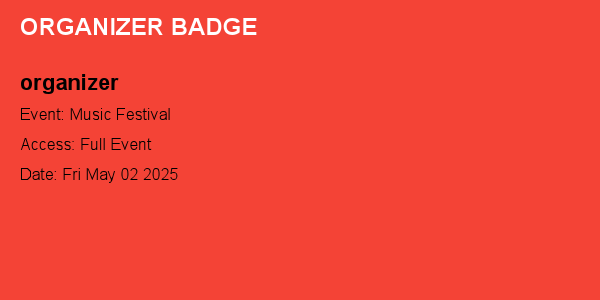 ORGANIZER BADGE
organizer
Event: Music Festival
Access: Full Event
Date: Fri May 02 2025